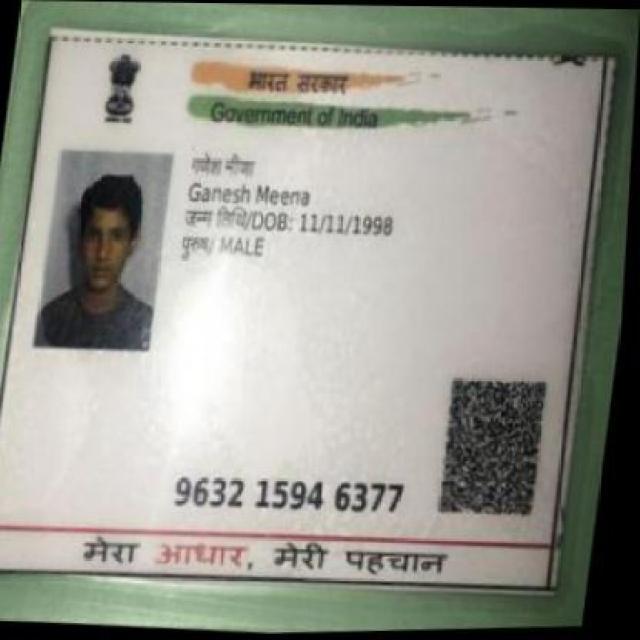 भारत सरकार
Government of India
गणेश मीणा
Ganesh Meena
जन्म तिथि/DOB: 11/11/1998
पुरुष/ MALE
9632 1594 6377
मेरा आधार, मेरी पहचान